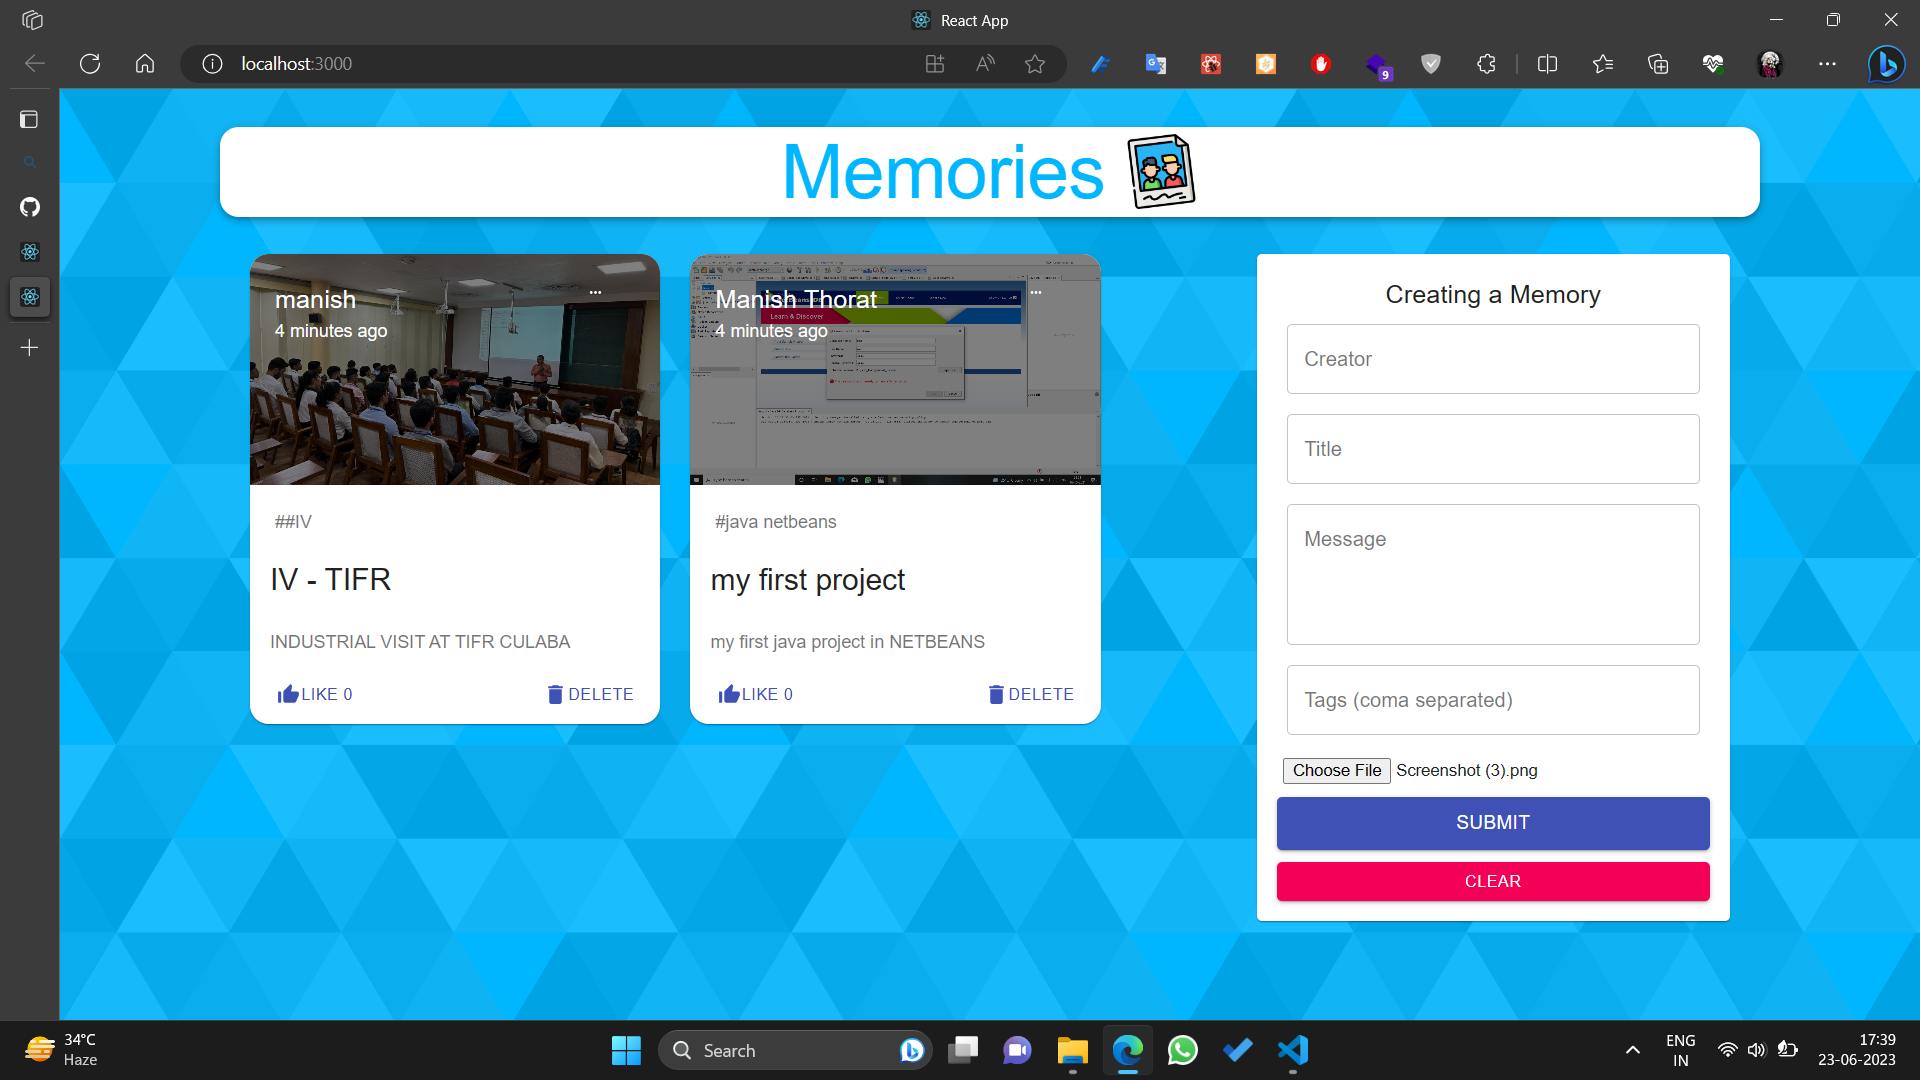 React App
localhost:3000
9
Memories
manish
4 minutes ago
##IV
IV - TIFR
INDUSTRIAL VISIT AT TIFR CULABA
LIKE 0
DELETE
Manish Thorat
4 minutes ago
Learn & Discover
#java netbeans
my first project
my first java project in NETBEANS
LIKE 0
DELETE
Creating a Memory
Creator
Title
Message
Tags (coma separated)
Choose File Screenshot (3).png
SUBMIT
CLEAR
34°C
Haze
Search
ENG
IN
17:39
23-06-2023